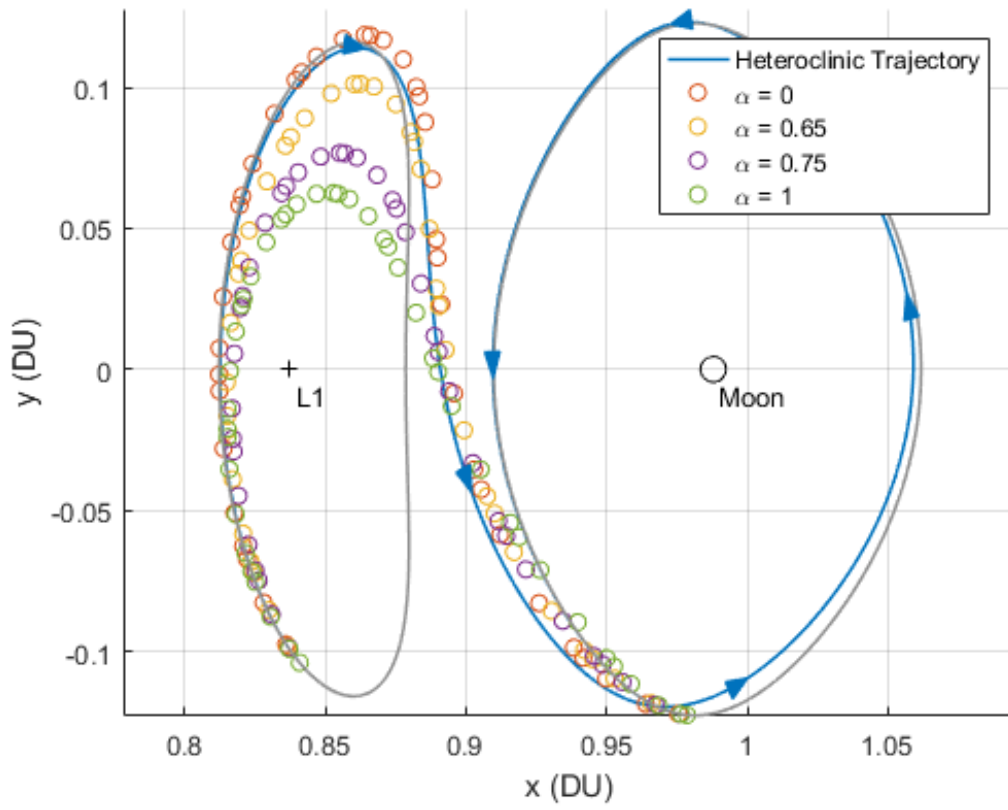 Heteroclinic Trajectory
α = 0
α = 0.65
α = 0.75
α = 1
0.1
0.05
0
-0.05
-0.1
y (DU)
L1
Moon
0.8
0.85
0.9
0.95
1
1.05
x (DU)